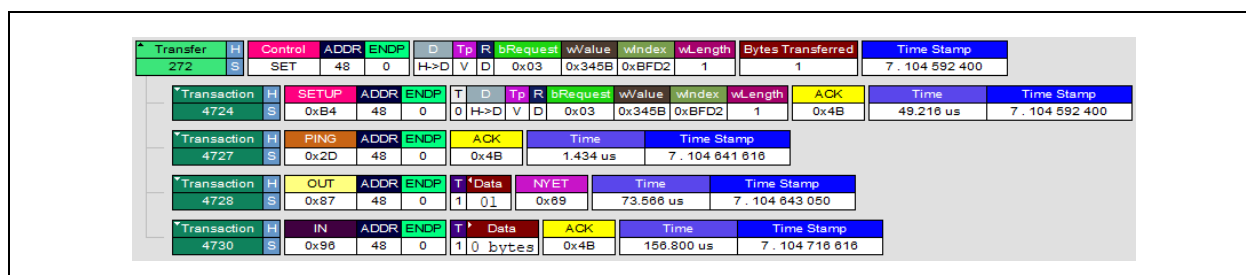 Transfer H Control ADDR ENDP D Tp R bRequest wValue wIndex wLength Bytes Transferred Time Stamp
272 S SET 48 0 H->D V D 0x03 0x345B 0xBFD2 1 1 7 . 104 592 400
Transaction H SETUP ADDR ENDP T D Tp R bRequest wValue wIndex wLength ACK Time Time Stamp
4724 S 0xB4 48 0 0 H->D V D 0x03 0x345B 0xBFD2 1 0x4B 49.216 us 7 . 104 592 400
Transaction H PING ADDR ENDP ACK Time Time Stamp
4727 S 0x2D 48 0 0x4B 1.434 us 7 . 104 641 616
Transaction H OUT ADDR ENDP T Data NYET Time Time Stamp
4728 S 0x87 48 0 1 01 0x69 73.566 us 7 . 104 643 050
Transaction H IN ADDR ENDP T Data ACK Time Time Stamp
4730 S 0x96 48 0 1 0 bytes 0x4B 156.800 us 7 . 104 716 616